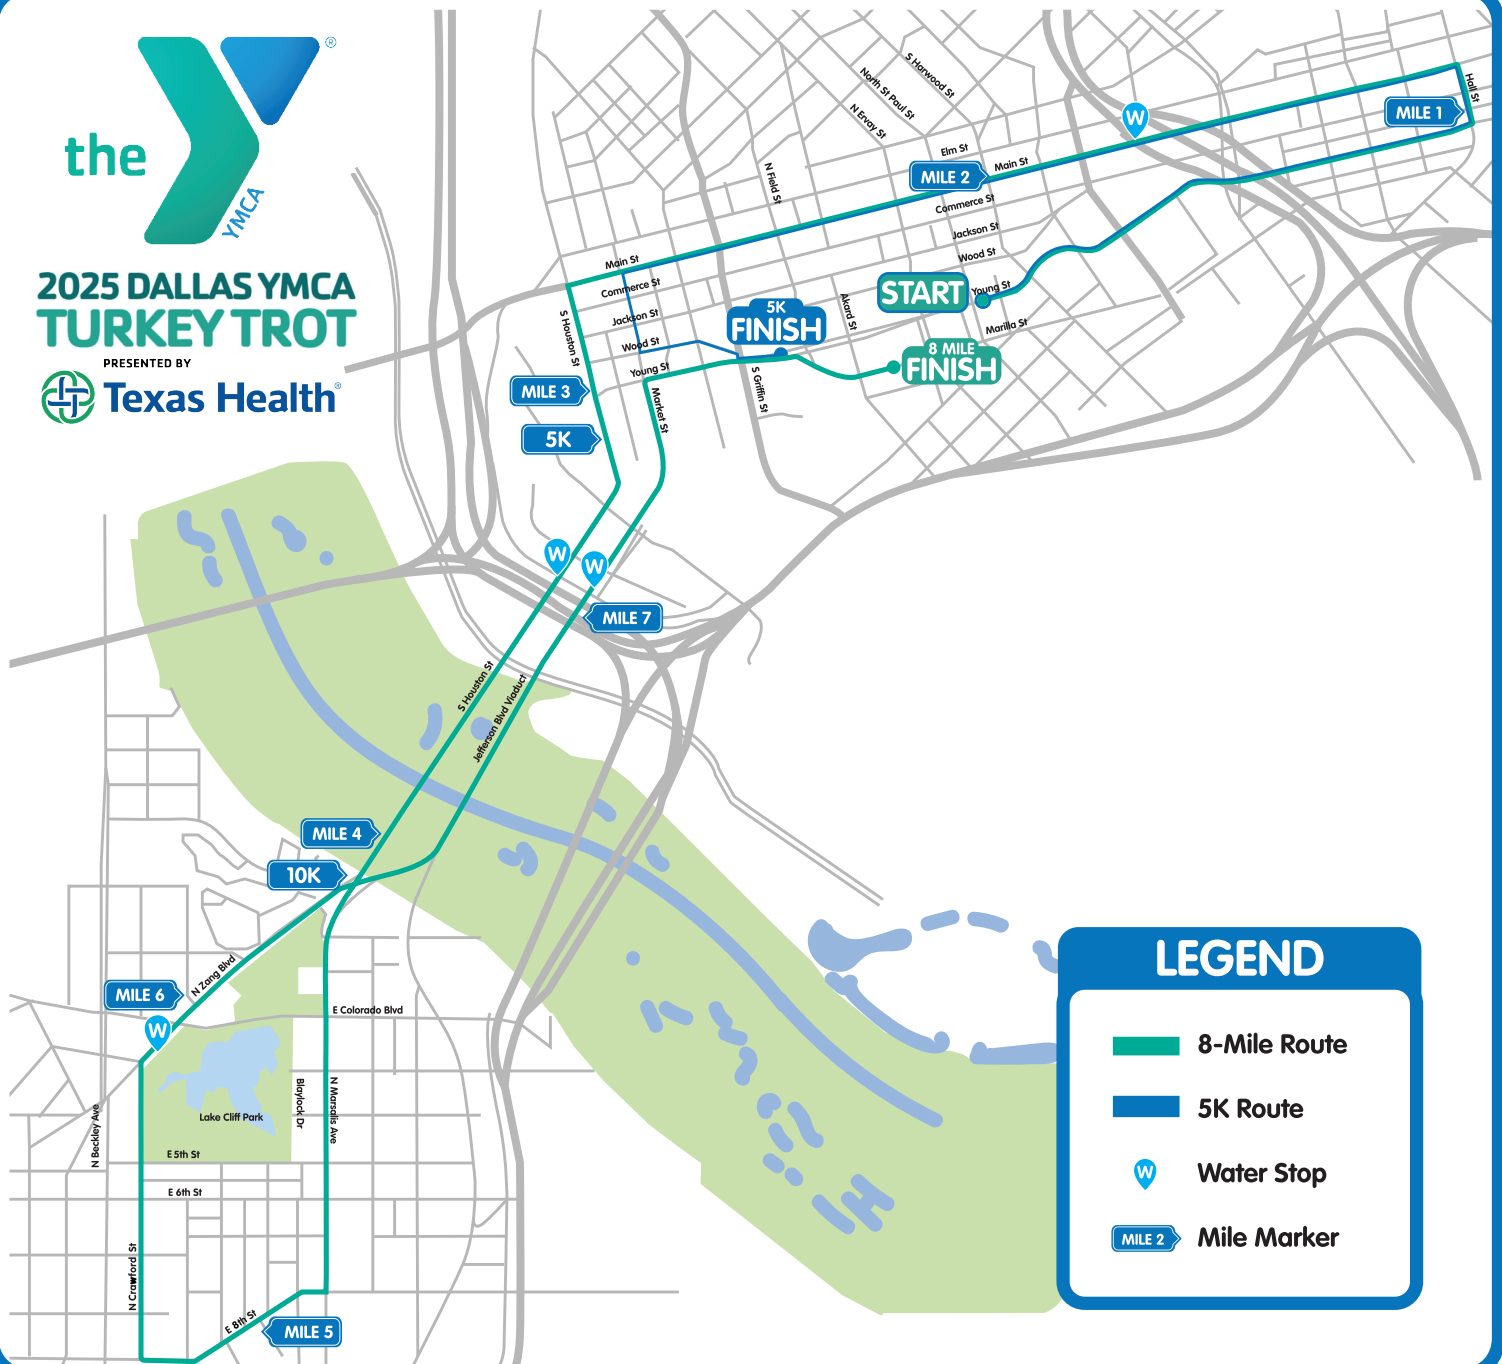 the
YMCA
®
2025 DALLAS YMCA
TURKEY TROT
PRESENTED BY
Texas Health®
S Harwood St
North St Paul St
N Ervay St
N Field St
Elm St
Main St
Commerce St
Jackson St
Wood St
Young St
Marilla St
Akard St
Hall St
MILE 1
W
MILE 2
START
5K
FINISH
8 MILE
FINISH
Main St
Commerce St
Jackson St
Wood St
Young St
S Houston St
Market St
S Griffin St
MILE 3
5K
W
W
MILE 7
S Houston St
Jefferson Blvd Viaduct
MILE 4
10K
N Zang Blvd
MILE 6
W
E Colorado Blvd
N Beckley Ave
Blaylock Dr
N Marsalis Ave
Lake Cliff Park
E 5th St
E 6th St
N Crawford St
E 8th St
MILE 5
LEGEND
8-Mile Route
5K Route
W Water Stop
MILE 2 Mile Marker